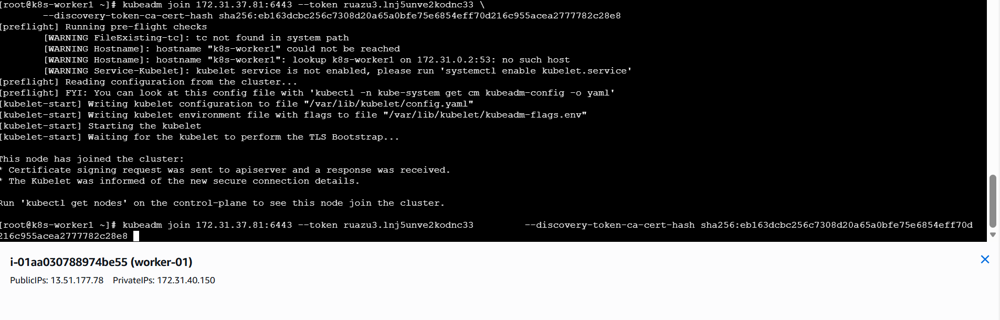 [root@k8s-worker1 ~]# kubeadm join 172.31.37.81:6443 --token ruazu3.lnj5unve2kodnc33 \
        --discovery-token-ca-cert-hash sha256:eb163dcbc256c7308d20a65a0bfe75e6854eff70d216c955acea2777782c28e8
[preflight] Running pre-flight checks
        [WARNING FileExisting-tc]: tc not found in system path
        [WARNING Hostname]: hostname "k8s-worker1" could not be reached
        [WARNING Hostname]: hostname "k8s-worker1": lookup k8s-worker1 on 172.31.0.2:53: no such host
        [WARNING Service-Kubelet]: kubelet service is not enabled, please run 'systemctl enable kubelet.service'
[preflight] Reading configuration from the cluster...
[preflight] FYI: You can look at this config file with 'kubectl -n kube-system get cm kubeadm-config -o yaml'
[kubelet-start] Writing kubelet configuration to file "/var/lib/kubelet/config.yaml"
[kubelet-start] Writing kubelet environment file with flags to file "/var/lib/kubelet/kubeadm-flags.env"
[kubelet-start] Starting the kubelet
[kubelet-start] Waiting for the kubelet to perform the TLS Bootstrap...
This node has joined the cluster:
* Certificate signing request was sent to apiserver and a response was received.
* The Kubelet was informed of the new secure connection details.
Run 'kubectl get nodes' on the control-plane to see this node join the cluster.
[root@k8s-worker1 ~]# kubeadm join 172.31.37.81:6443 --token ruazu3.lnj5unve2kodnc33         --discovery-token-ca-cert-hash sha256:eb163dcbc256c7308d20a65a0bfe75e6854eff70d
216c955acea2777782c28e8
i-01aa030788974be55 (worker-01)
PublicIPs: 13.51.177.78    PrivateIPs: 172.31.40.150